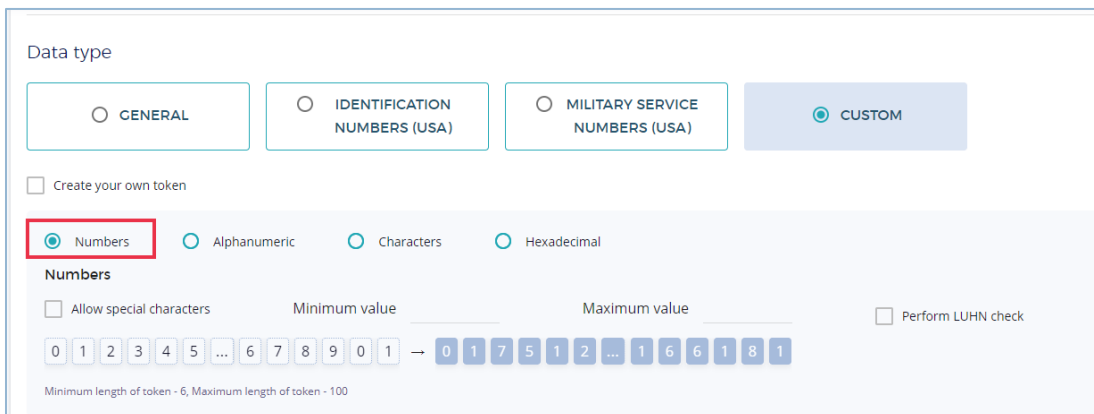 Data type
GENERAL
IDENTIFICATION
NUMBERS (USA)
MILITARY SERVICE
NUMBERS (USA)
CUSTOM
Create your own token
Numbers Alphanumeric Characters Hexadecimal
Numbers
Allow special characters Minimum value Maximum value Perform LUHN check
0 1 2 3 4 5 ... 6 7 8 9 0 1 → 0 1 7 5 1 2 ... 1 6 6 1 8 1
Minimum length of token - 6, Maximum length of token - 100